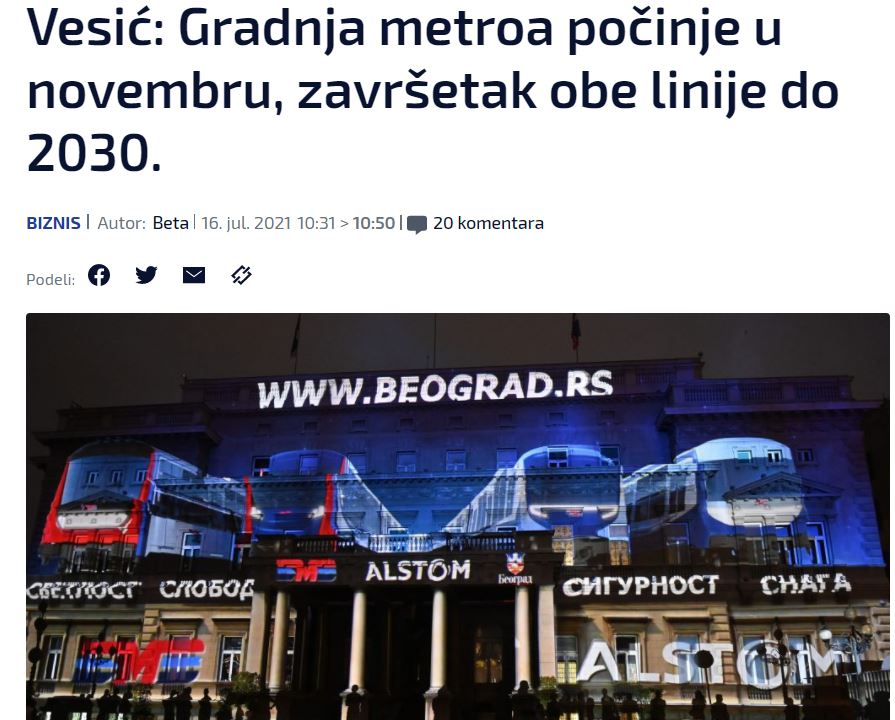 Vesić: Gradnja metroa počinje u
novembru, završetak obe linije do
2030.
BIZNIS | Autor: Beta | 16. jul. 2021 10:31 > 10:50 | 20 komentara
Podeli:
WWW.BEOGRAD.RS
ALSTOM
Београд
СВЕТЛОСТ СЛОБОД СИГУРНОСТ СНАГА
ALSTOM